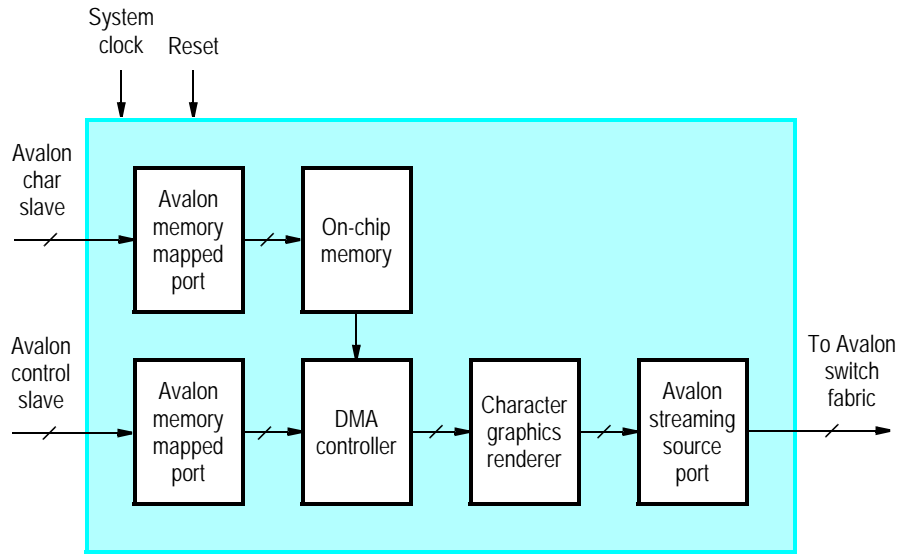 System
clock
Reset
Avalon
char
slave
Avalon
memory
mapped
port
On-chip
memory
Avalon
control
slave
Avalon
memory
mapped
port
DMA
controller
Character
graphics
renderer
Avalon
streaming
source
port
To Avalon
switch
fabric